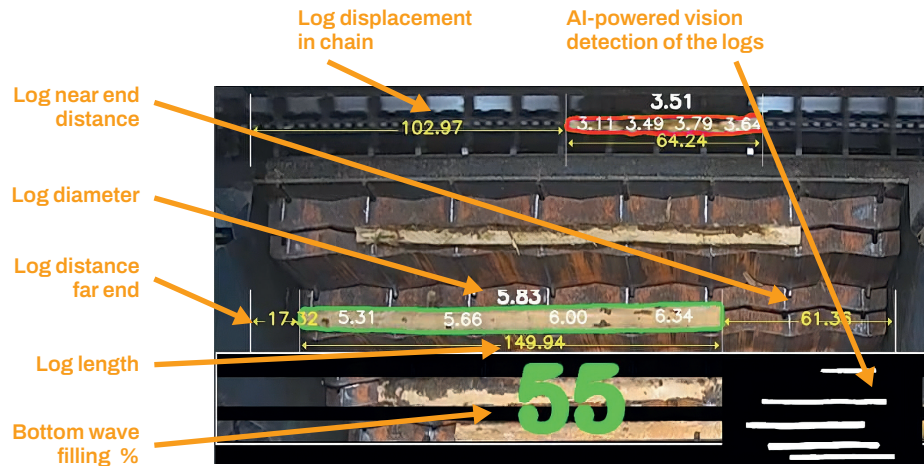 Log displacement
in chain
AI-powered vision
detection of the logs
Log near end
distance
3.51
102.97
3.11 3.49 3.79 3.64
64.24
Log diameter
Log distance
far end
5.83
17.32
5.31 5.66 6.00 6.34
61.36
149.94
Log length
55
Bottom wave
filling %